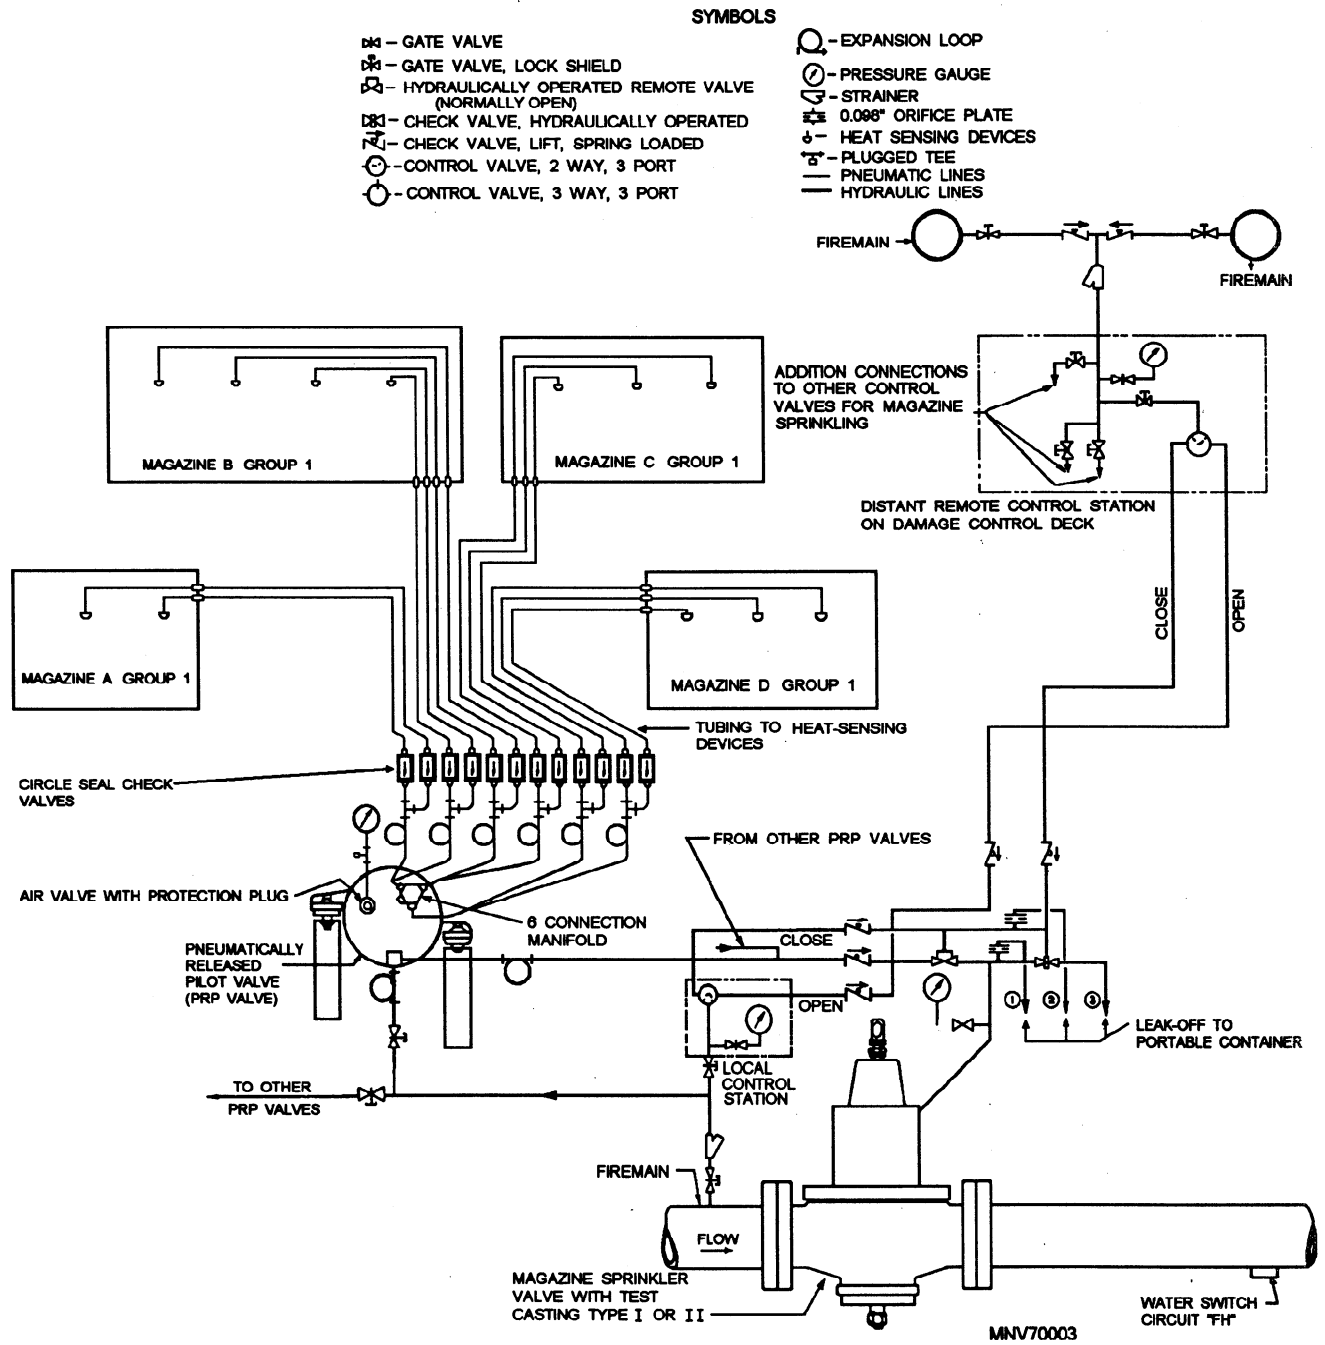 SYMBOLS
– GATE VALVE
– GATE VALVE, LOCK SHIELD
– HYDRAULICALLY OPERATED REMOTE VALVE
(NORMALLY OPEN)
– CHECK VALVE, HYDRAULICALLY OPERATED
– CHECK VALVE, LIFT, SPRING LOADED
– CONTROL VALVE, 2 WAY, 3 PORT
– CONTROL VALVE, 3 WAY, 3 PORT
– EXPANSION LOOP
– PRESSURE GAUGE
– STRAINER
0.098" ORIFICE PLATE
– HEAT SENSING DEVICES
– PLUGGED TEE
— PNEUMATIC LINES
— HYDRAULIC LINES
FIREMAIN
FIREMAIN
ADDITION CONNECTIONS
TO OTHER CONTROL
VALVES FOR MAGAZINE
SPRINKLING
MAGAZINE B GROUP 1
MAGAZINE C GROUP 1
DISTANT REMOTE CONTROL STATION
ON DAMAGE CONTROL DECK
CLOSE
OPEN
MAGAZINE A GROUP 1
MAGAZINE D GROUP 1
TUBING TO HEAT-SENSING
DEVICES
CIRCLE SEAL CHECK
VALVES
FROM OTHER PRP VALVES
AIR VALVE WITH PROTECTION PLUG
6 CONNECTION
MANIFOLD
CLOSE
PNEUMATICALLY
RELEASED
PILOT VALVE
(PRP VALVE)
OPEN
1
2
3
LEAK-OFF TO
PORTABLE CONTAINER
LOCAL
CONTROL
STATION
TO OTHER
PRP VALVES
FIREMAIN
FLOW
MAGAZINE SPRINKLER
VALVE WITH TEST
CASTING TYPE I OR II
WATER SWITCH
CIRCUIT "FH"
MNV70003